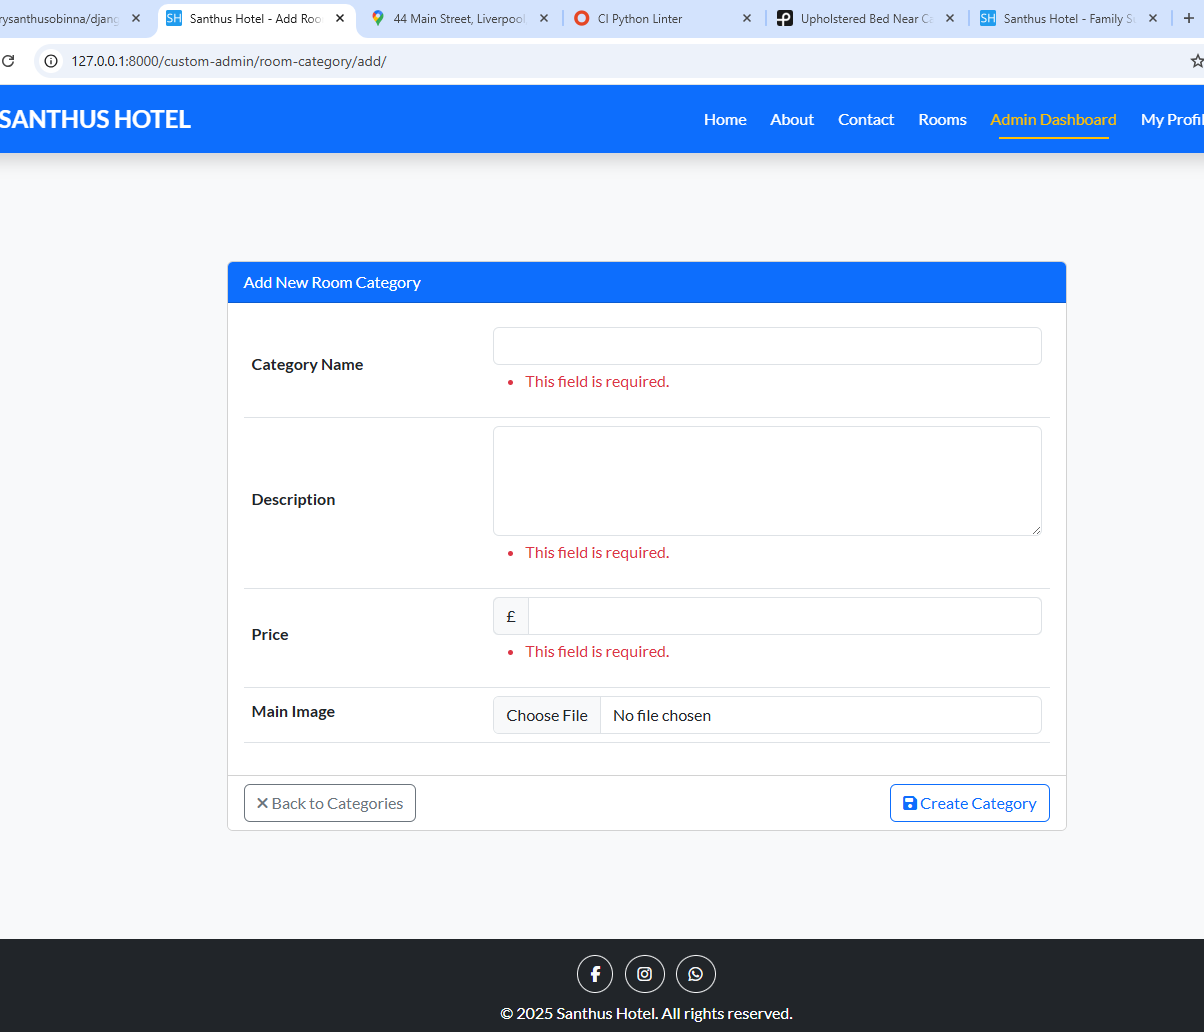 rysanthusobinna/djang
SH Santhus Hotel - Add Roo
44 Main Street, Liverpool
CI Python Linter
Upholstered Bed Near Ca
SH Santhus Hotel - Family S
127.0.0.1:8000/custom-admin/room-category/add/
SANTHUS HOTEL
Home About Contact Rooms Admin Dashboard My Profil
Add New Room Category
Category Name
This field is required.
Description
This field is required.
£
Price
This field is required.
Main Image
Choose File No file chosen
Back to Categories
Create Category
© 2025 Santhus Hotel. All rights reserved.